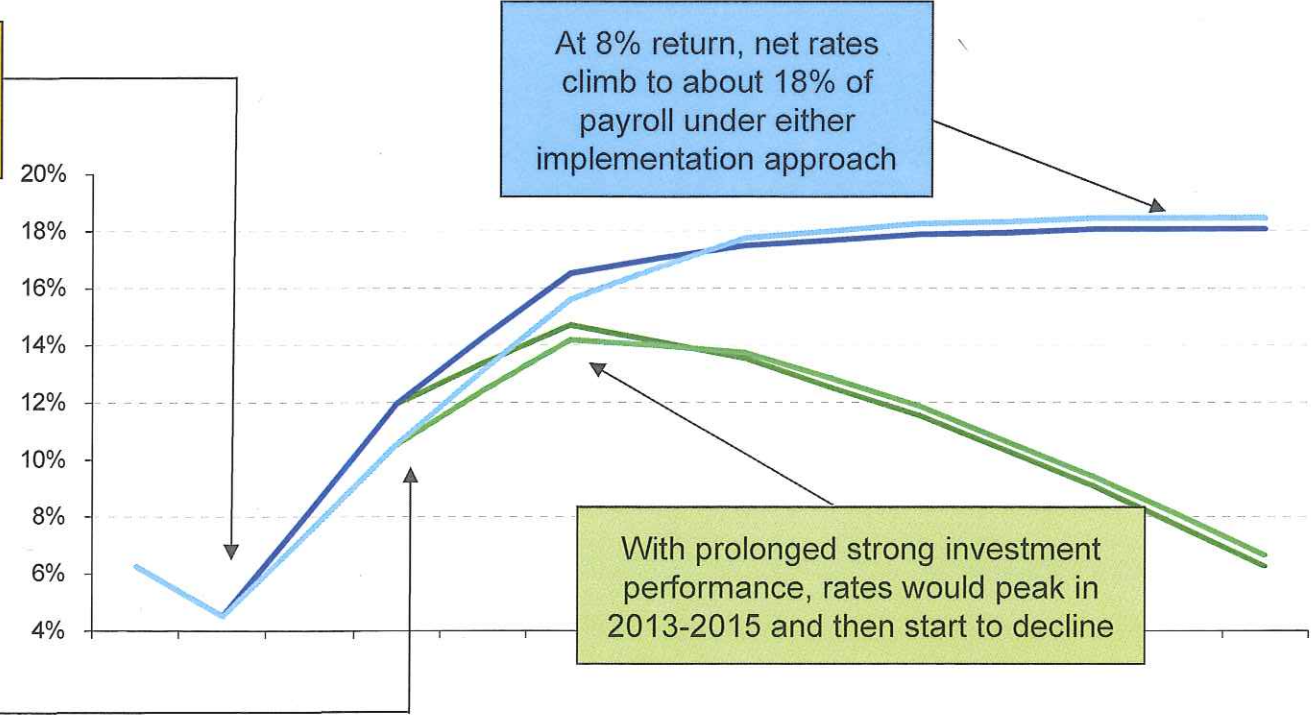 At 8% return, net rates
climb to about 18% of
payroll under either
implementation approach
20%
18%
16%
14%
12%
10%
8%
6%
4%
With prolonged strong investment
performance, rates would peak in
2013-2015 and then start to decline